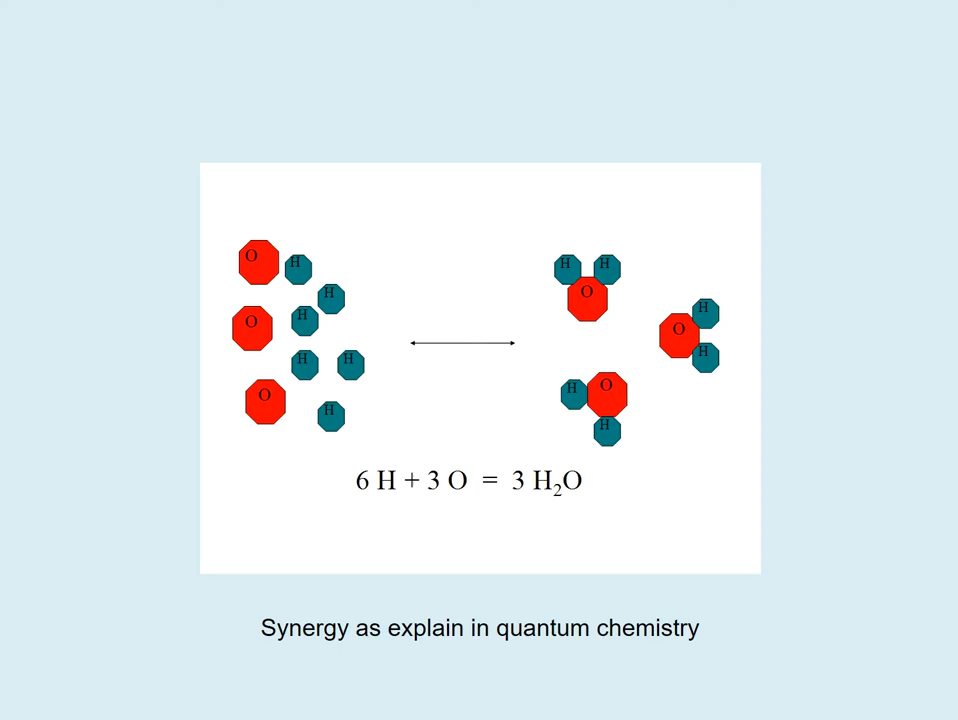 O H H H
O H
O H H H
O H H
O H
O H H
6 H + 3 O = 3 H₂O
Synergy as explain in quantum chemistry